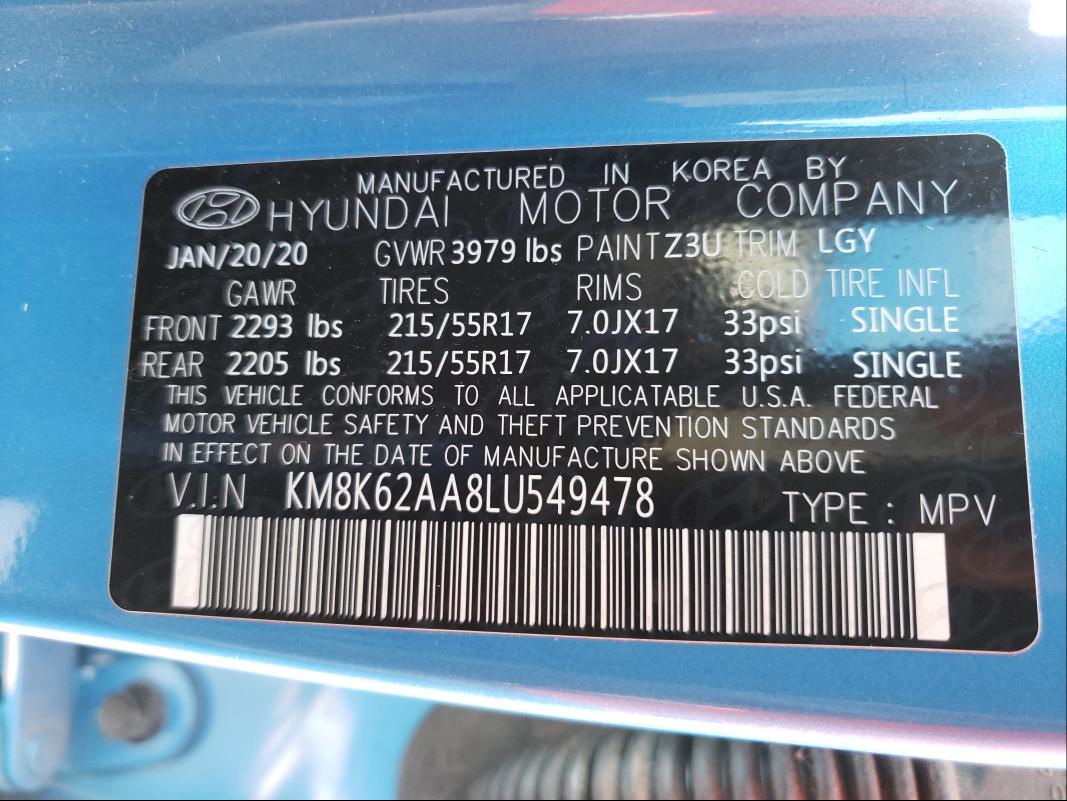 MANUFACTURED IN KOREA BY
HYUNDAI MOTOR COMPANY
JAN/20/20 GVWR 3979 lbs PAINT Z3U TRIM LGY
GAWR TIRES RIMS COLD TIRE INFL
FRONT 2293 lbs 215/55R17 7.0JX17 33psi SINGLE
REAR 2205 lbs 215/55R17 7.0JX17 33psi SINGLE
THIS VEHICLE CONFORMS TO ALL APPLICATABLE U.S.A. FEDERAL
MOTOR VEHICLE SAFETY AND THEFT PREVENTION STANDARDS
IN EFFECT ON THE DATE OF MANUFACTURE SHOWN ABOVE
V.I.N KM8K62AA8LU549478 TYPE : MPV